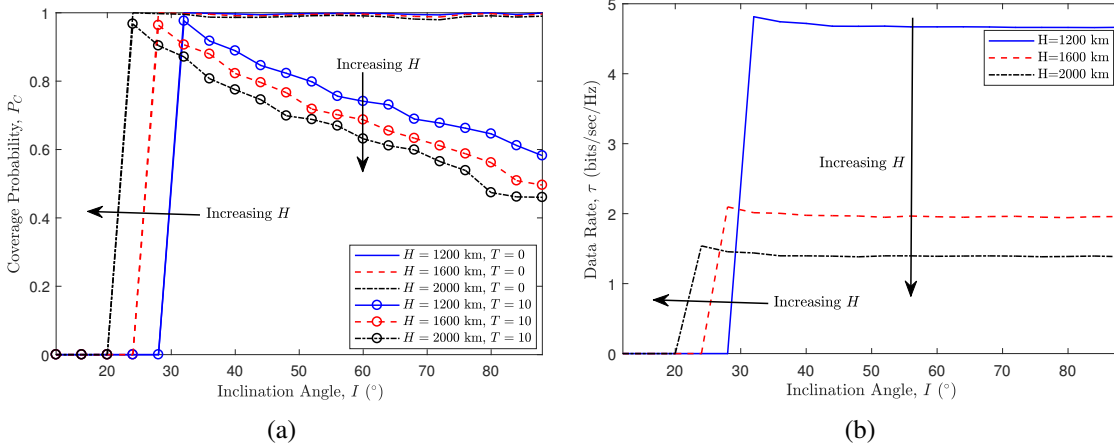 Coverage Probability, P_C
1
0.8
0.6
0.4
0.2
0
Increasing H
Increasing H
H = 1200 km, T = 0
H = 1600 km, T = 0
H = 2000 km, T = 0
H = 1200 km, T = 10
H = 1600 km, T = 10
H = 2000 km, T = 10
20 30 40 50 60 70 80
Inclination Angle, I (°)
(a)
Data Rate, τ (bits/sec/Hz)
5
4
3
2
1
0
H=1200 km
H=1600 km
H=2000 km
Increasing H
Increasing H
20 30 40 50 60 70 80
Inclination Angle, I (°)
(b)